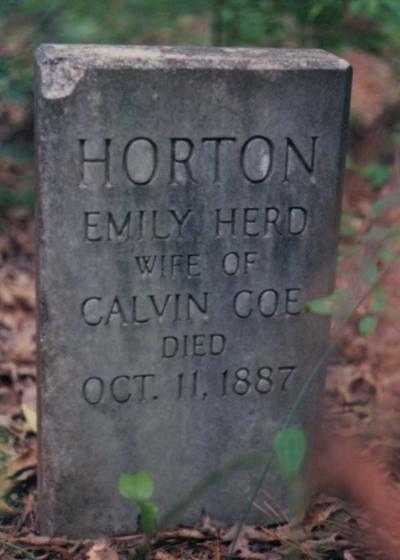 HORTON
EMILY HERD
WIFE OF
CALVIN COE
DIED
OCT. 11, 1887